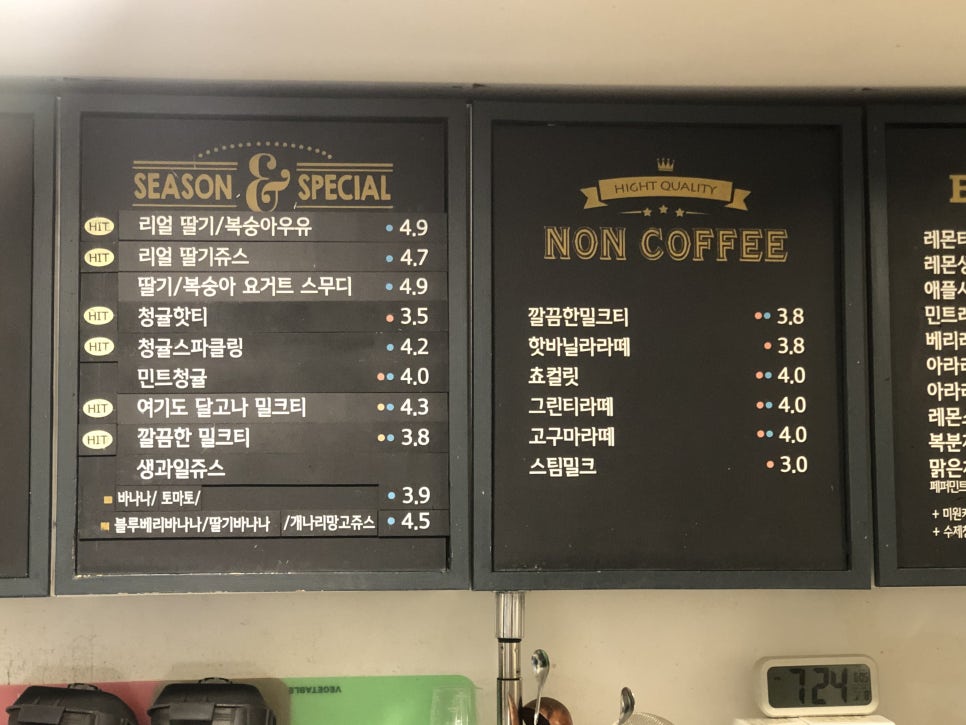 SEASON & SPECIAL
HIT 리얼 딸기/복숭아우유 4.9
HIT 리얼 딸기쥬스 4.7
딸기/복숭아 요거트 스무디 4.9
HIT 청귤핫티 3.5
HIT 청귤스파클링 4.2
민트청귤 4.0
HIT 여기도 달고나 밀크티 4.3
HIT 깔끔한 밀크티 3.8
생과일쥬스
바나나/ 토마토/ 3.9
블루베리바나나/딸기바나나 /개나리망고쥬스 4.5
HIGHT QUALITY
NON COFFEE
깔끔한밀크티 3.8
핫바닐라라떼 3.8
쵸컬릿 4.0
그린티라떼 4.0
고구마라떼 4.0
스팀밀크 3.0
레몬
레몬
민트
아라
아라
레몬
맑은
페퍼민트
+ 미원
+ 수제
VEGETABLE
7:24